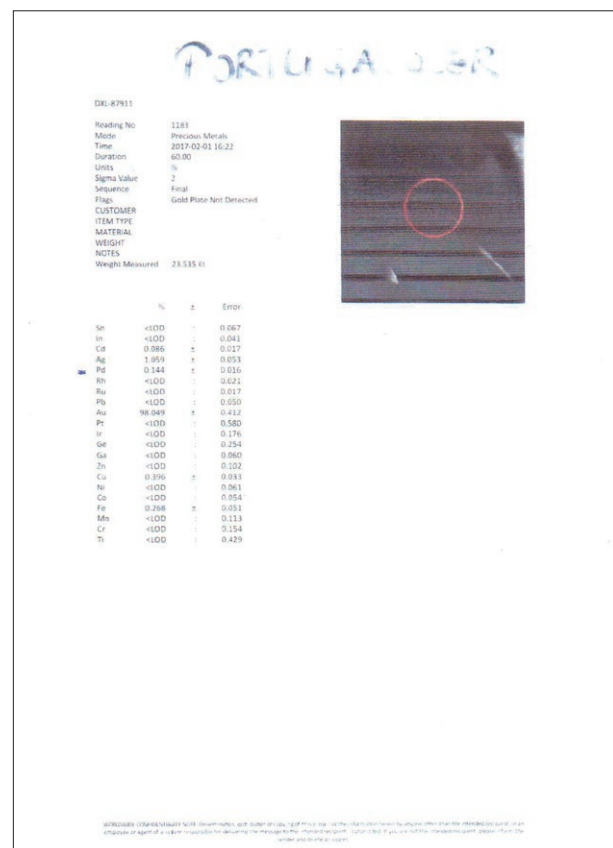 PORTUGALOSER
DXL-87911
Reading No 1183
Mode Precious Metals
Time 2017-02-01 16:22
Duration 60.00
Units %
Sigma Value 2
Sequence Final
Flags Gold Plate Not Detected
CUSTOMER
ITEM TYPE
MATERIAL
WEIGHT
NOTES
Weight Measured 23.535 Kt
% ± Error
Sn <LOD : 0.067
In <LOD : 0.041
Cd 0.086 ± 0.017
Ag 1.059 ± 0.053
Pd 0.144 ± 0.016
Rh <LOD : 0.021
Ru <LOD : 0.017
Pb <LOD : 0.050
Au 98.049 ± 0.412
Pt <LOD : 0.580
Ir <LOD : 0.176
Ge <LOD : 0.254
Ga <LOD : 0.060
Zn <LOD : 0.102
Cu 0.396 ± 0.033
Ni <LOD : 0.061
Co <LOD : 0.054
Fe 0.268 ± 0.051
Mn <LOD : 0.113
Cr <LOD : 0.154
Ti <LOD : 0.429